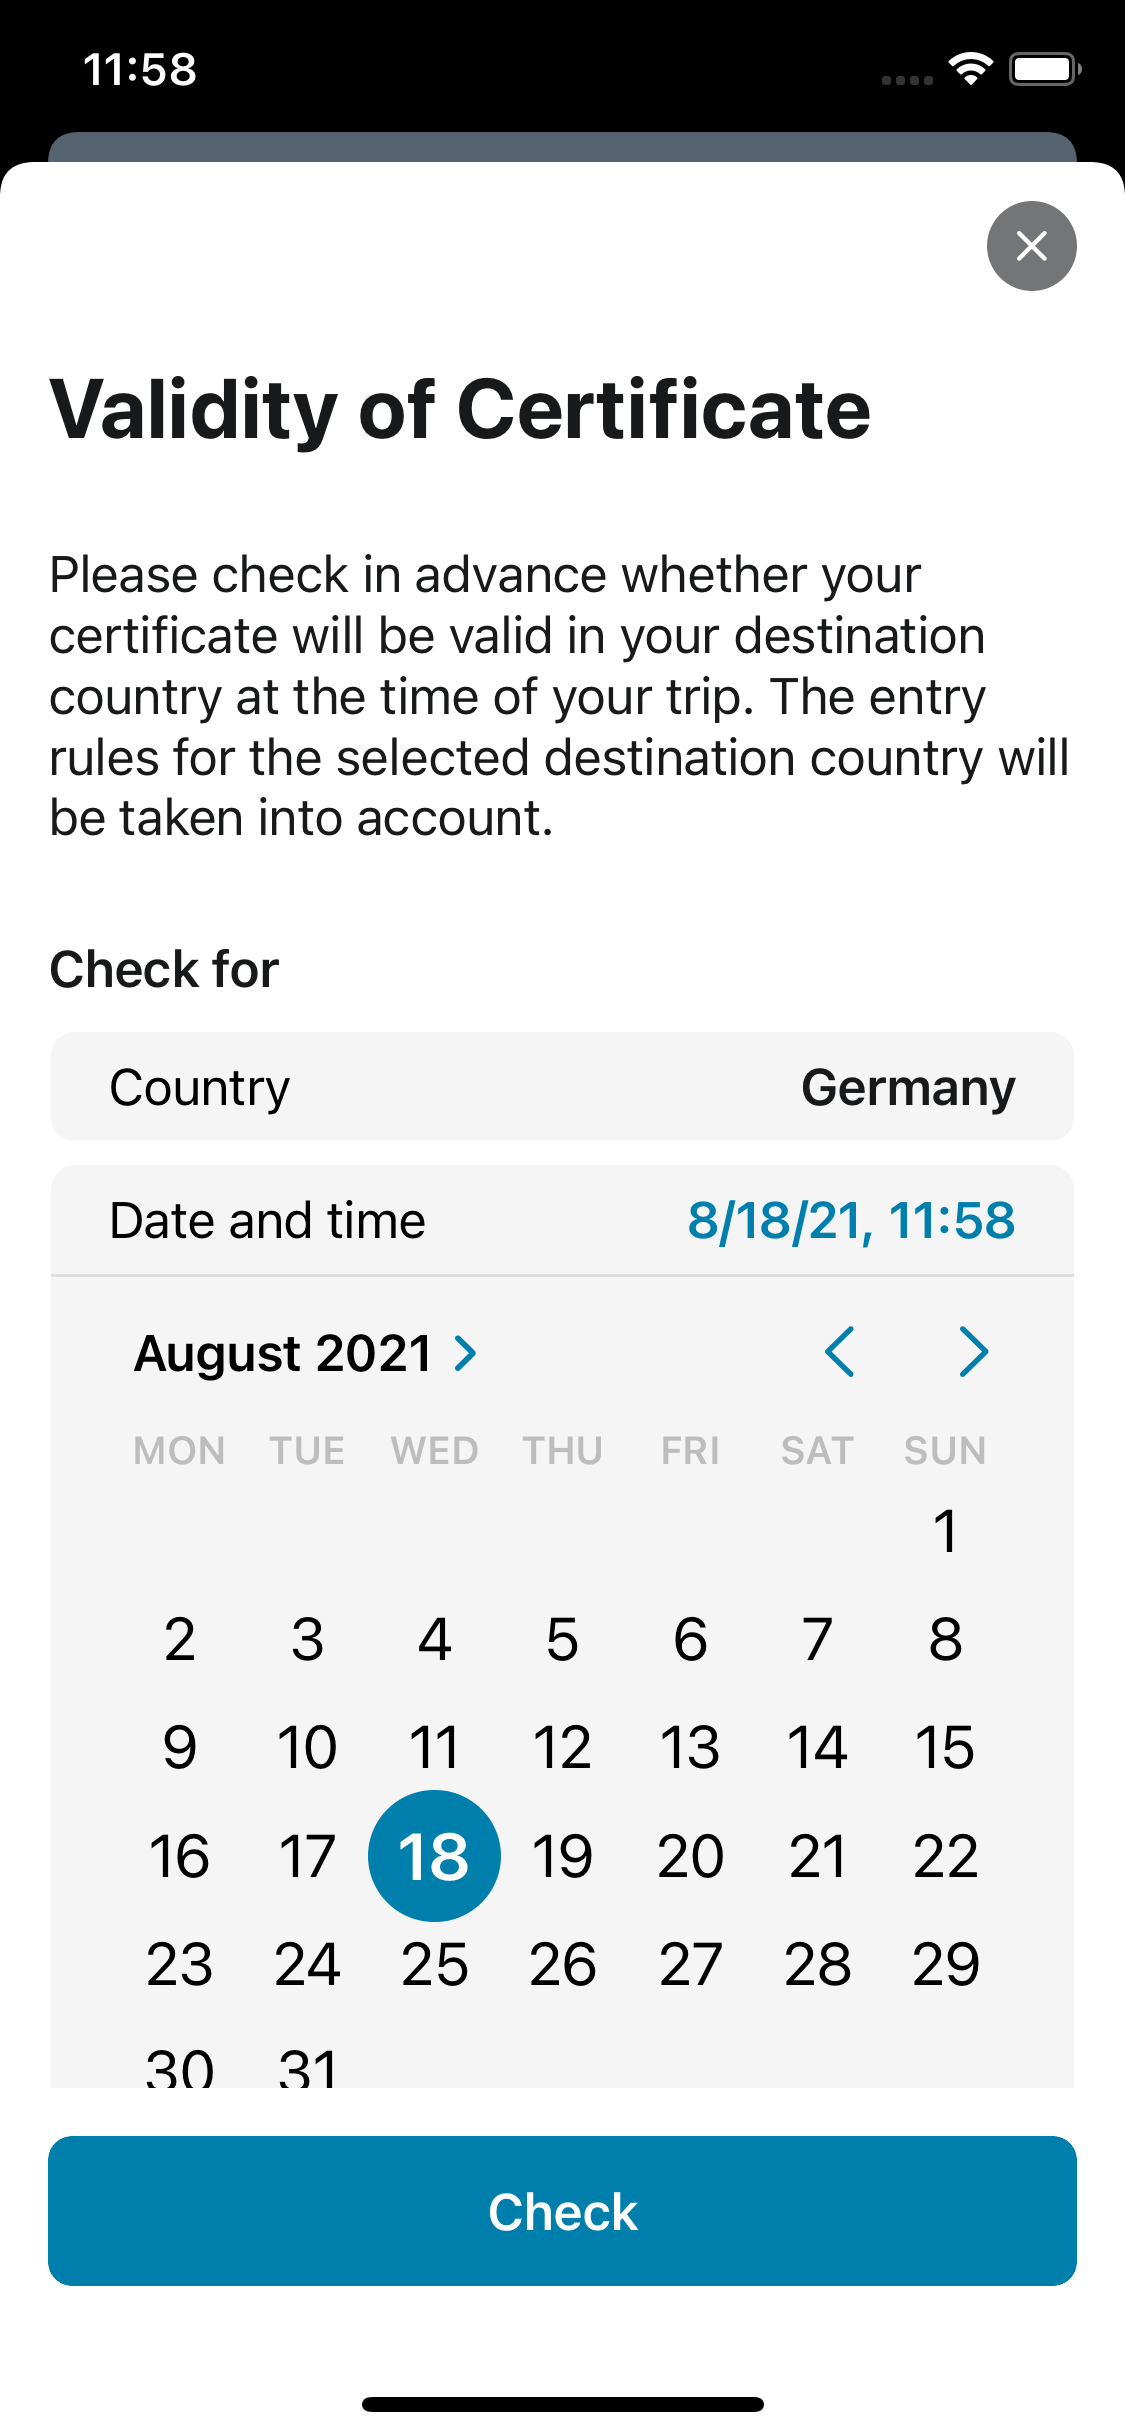 11:58
Validity of Certificate
Please check in advance whether your
certificate will be valid in your destination
country at the time of your trip. The entry
rules for the selected destination country will
be taken into account.
Check for
Country Germany
Date and time 8/18/21, 11:58
August 2021
MON TUE WED THU FRI SAT SUN
1
2 3 4 5 6 7 8
9 10 11 12 13 14 15
16 17 18 19 20 21 22
23 24 25 26 27 28 29
30 31
Check